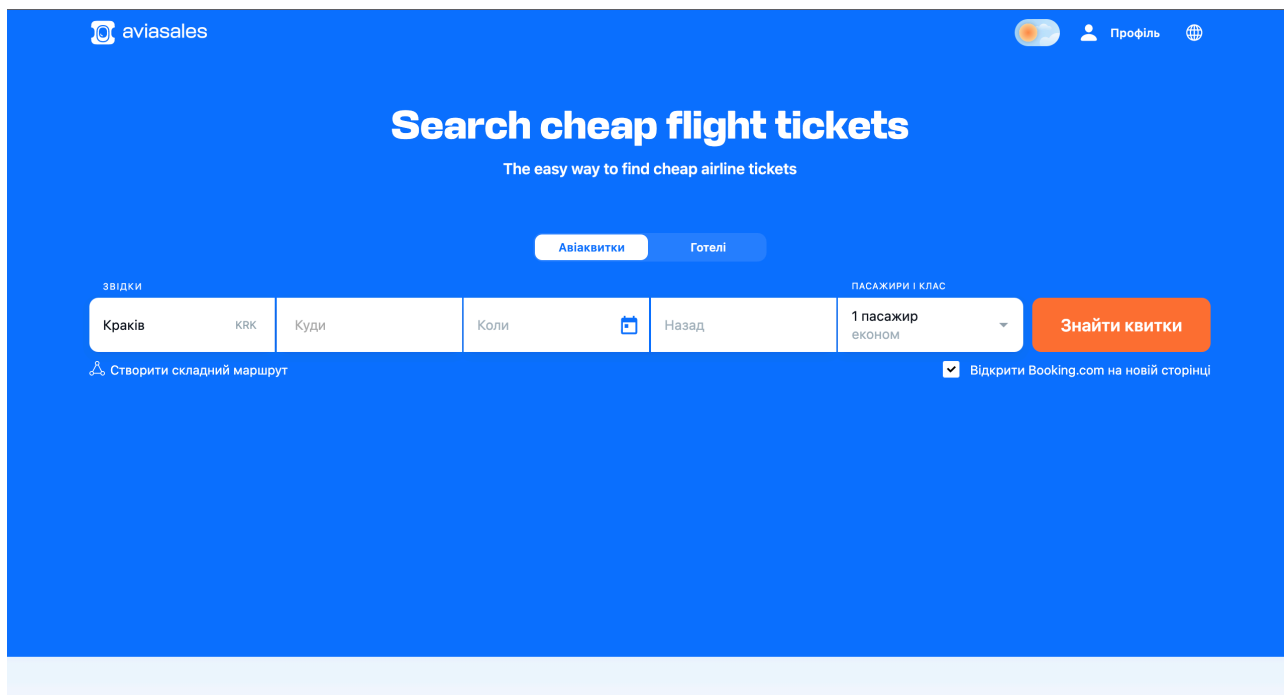 aviasales
Профіль
Search cheap flight tickets
The easy way to find cheap airline tickets
Авіаквитки Готелі
ЗВІДКИ ПАСАЖИРИ І КЛАС
Краків KRK Куди Коли Назад 1 пасажир економ Знайти квитки
Створити складний маршрут Відкрити Booking.com на новій сторінці